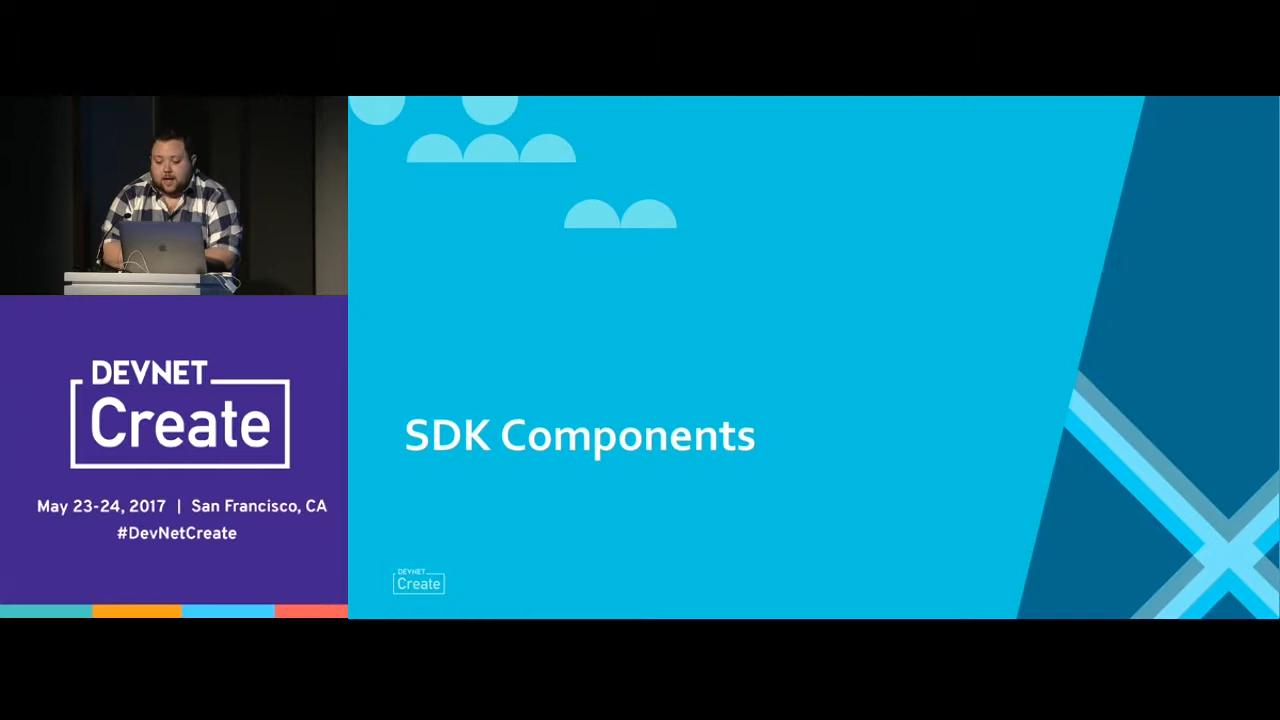 DEVNET
Create
May 23-24, 2017 | San Francisco, CA
#DevNetCreate
SDK Components
DEVNET
Create